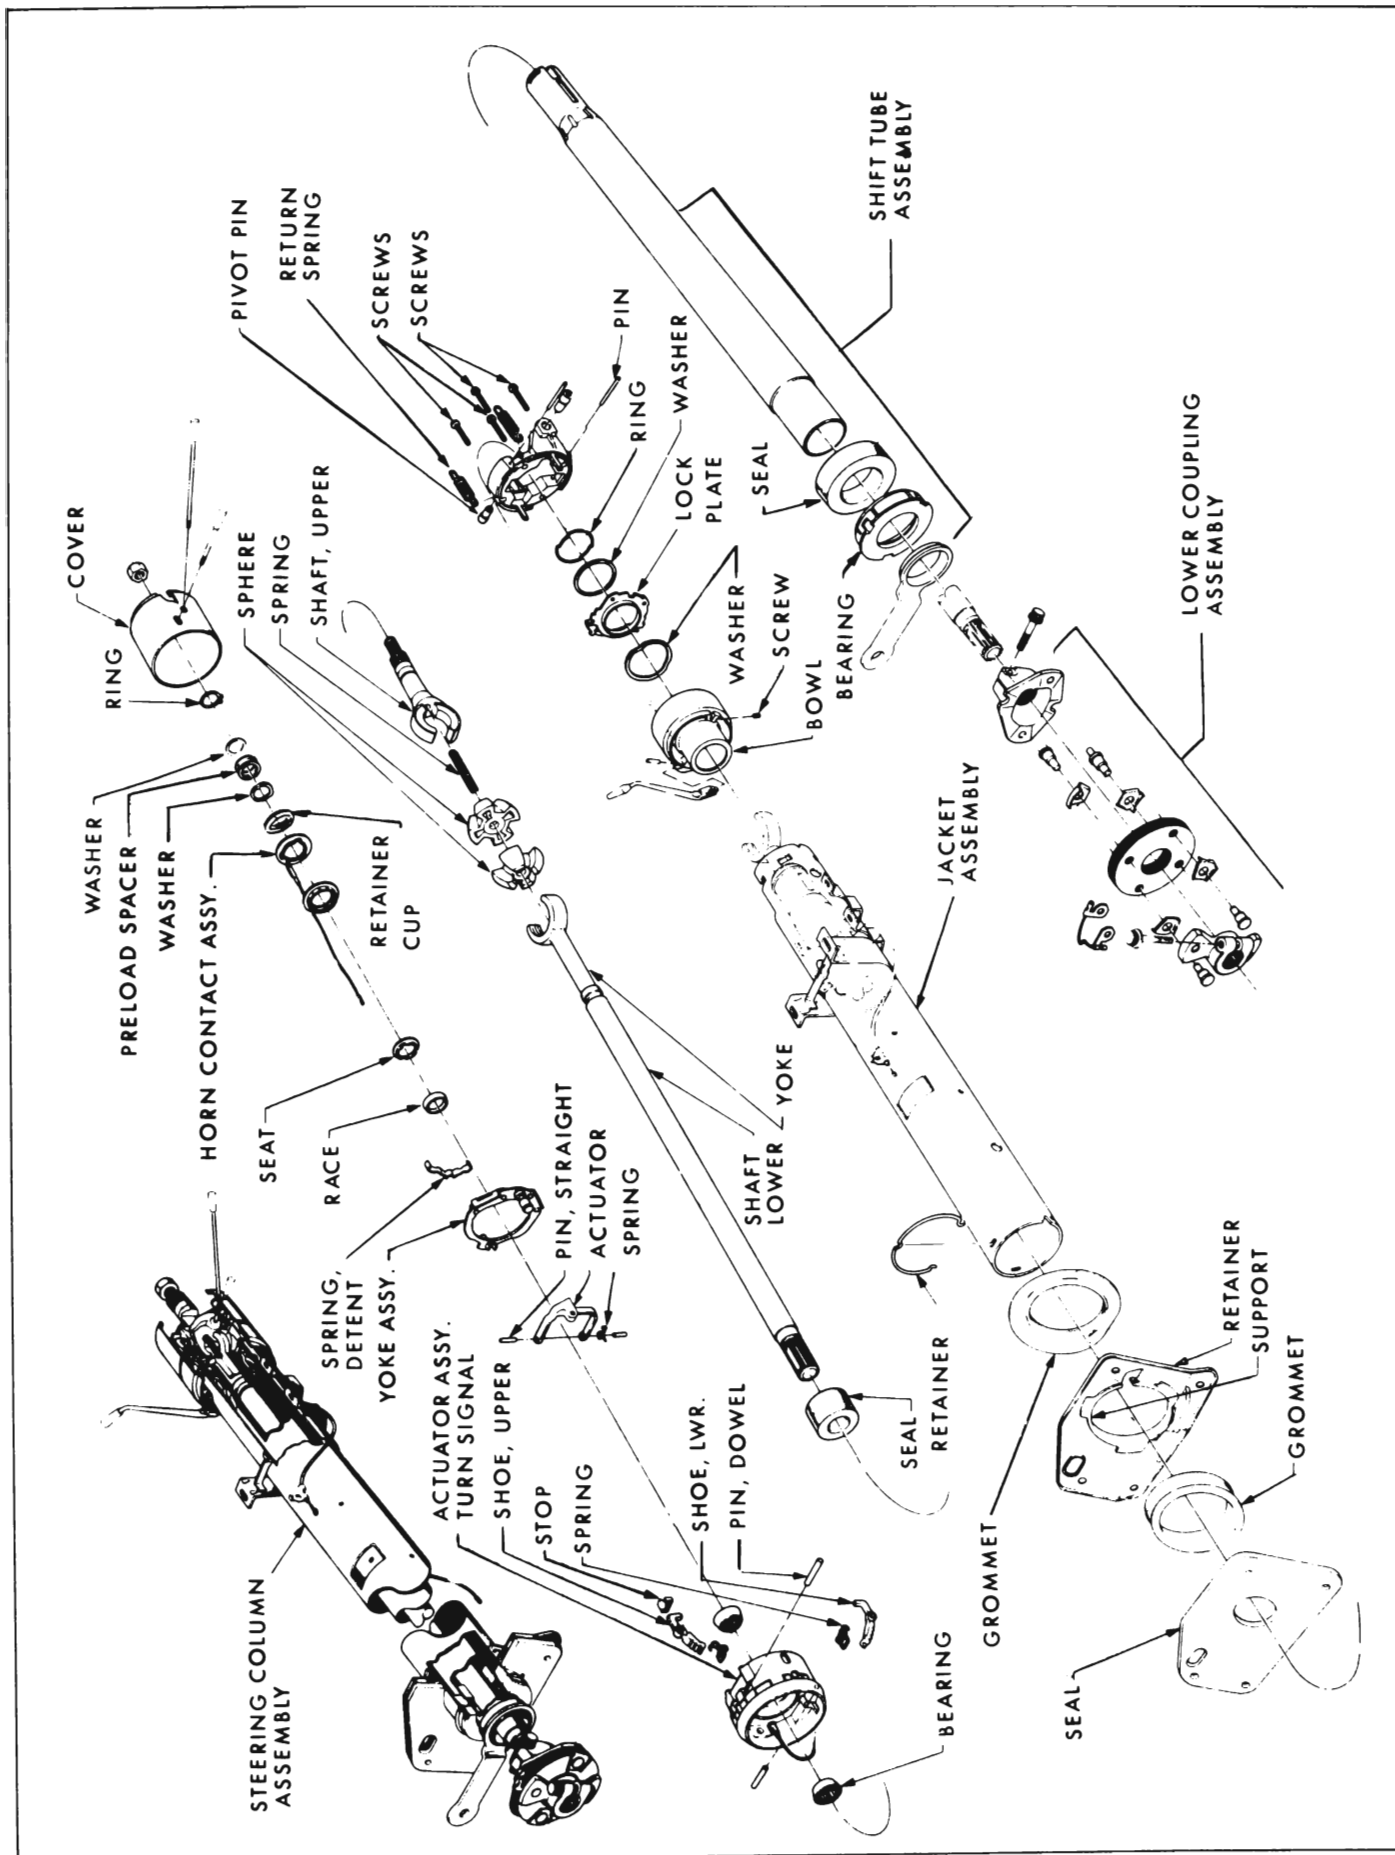 STEERING COLUMN
ASSEMBLY
WASHER
PRELOAD SPACER
WASHER
HORN CONTACT ASSY.
RETAINER
CUP
SEAT
RACE
SPRING,
DETENT
YOKE ASSY.
RING
COVER
PIVOT PIN
RETURN
SPRING
SCREWS
SCREWS
PIN
RING
WASHER
LOCK
PLATE
SEAL
SPHERE
SPRING
SHAFT, UPPER
WASHER
SCREW
BOWL
BEARING
SHIFT TUBE
ASSEMBLY
LOWER COUPLING
ASSEMBLY
JACKET
ASSEMBLY
PIN, STRAIGHT
ACTUATOR
SPRING
SHAFT
LOWER
YOKE
ACTUATOR ASSY.
TURN SIGNAL
SHOE, UPPER
STOP
SPRING
SHOE, LWR.
PIN, DOWEL
BEARING
SEAL
RETAINER
GROMMET
RETAINER
SUPPORT
GROMMET
SEAL